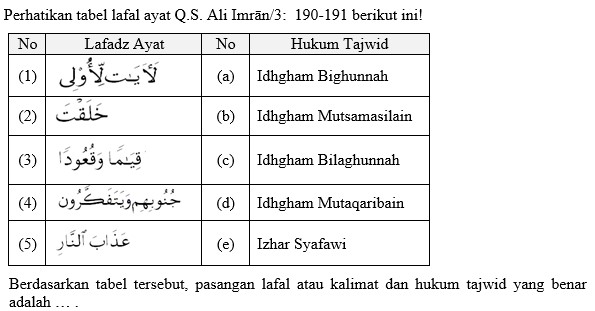 Perhatikan tabel lafal ayat Q.S. Ali Imrān/3: 190-191 berikut ini!
No Lafadz Ayat No Hukum Tajwid
(1) لَأٓيَٰتٖ لِّأُوْلِي (a) Idhgham Bighunnah
(2) خَلَقْتَ (b) Idhgham Mutsamasilain
(3) قِيَٰمٗا وَقُعُودٗا (c) Idhgham Bilaghunnah
(4) جُنُوبِهِمْ وَيَتَفَكَّرُونَ (d) Idhgham Mutaqaribain
(5) عَذَابَ ٱلنَّارِ (e) Izhar Syafawi
Berdasarkan tabel tersebut, pasangan lafal atau kalimat dan hukum tajwid yang benar
adalah … .